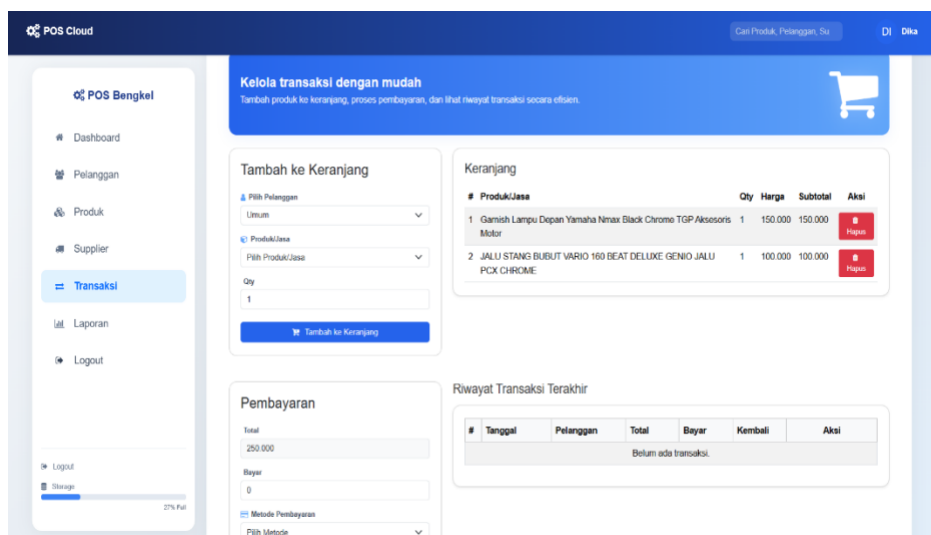 POS Cloud
Cari Produk, Pelanggan, Su
DI Dika
POS Bengkel
Dashboard
Pelanggan
Produk
Supplier
Transaksi
Laporan
Logout
Logout
Storage
27% Full
Kelola transaksi dengan mudah
Tambah produk ke keranjang, proses pembayaran, dan lihat riwayat transaksi secara efisien.
Tambah ke Keranjang
Pilih Pelanggan
Umum
Produk/Jasa
Pilih Produk/Jasa
Qty
1
Tambah ke Keranjang
Keranjang
# Produk/Jasa Qty Harga Subtotal Aksi
1 Garnish Lampu Depan Yamaha Nmax Black Chrome TGP Aksesoris 1 150.000 150.000 Hapus
Motor
2 JALU STANG BUBUT VARIO 160 BEAT DELUXE GENIO JALU 1 100.000 100.000 Hapus
PCX CHROME
Pembayaran
Total
250.000
Bayar
0
Metode Pembayaran
Pilih Metode
Riwayat Transaksi Terakhir
# Tanggal Pelanggan Total Bayar Kembali Aksi
Belum ada transaksi.